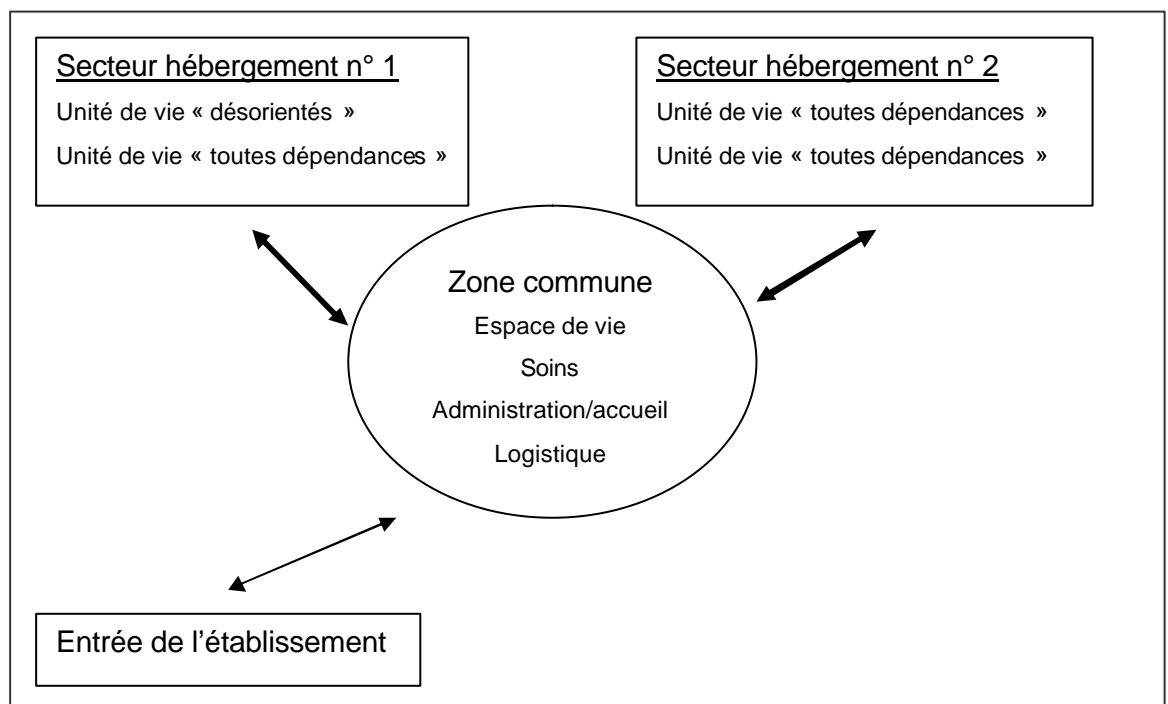 Secteur hébergement n° 1
Unité de vie « désorientés »
Unité de vie « toutes dépendances »
Secteur hébergement n° 2
Unité de vie « toutes dépendances »
Unité de vie « toutes dépendances »
Zone commune
Espace de vie
Soins
Administration/accueil
Logistique
Entrée de l’établissement